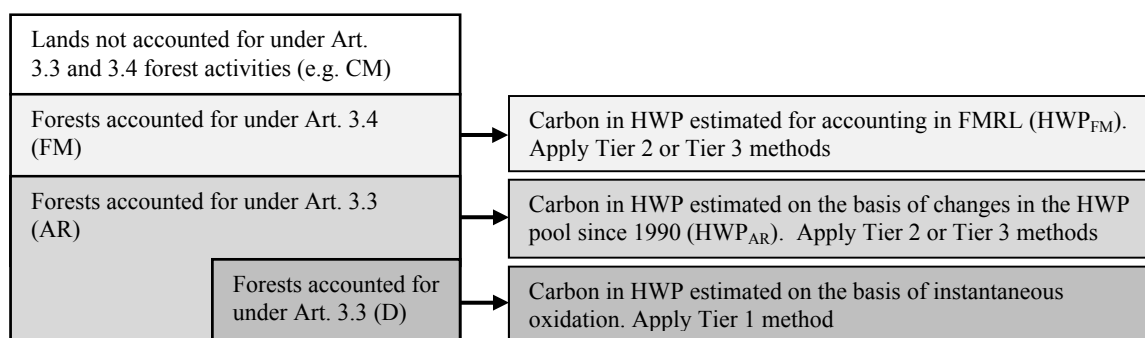 Lands not accounted for under Art.
3.3 and 3.4 forest activities (e.g. CM)
Forests accounted for under Art. 3.4
(FM)
Carbon in HWP estimated for accounting in FMRL (HWPFM).
Apply Tier 2 or Tier 3 methods
Forests accounted for under Art. 3.3
(AR)
Carbon in HWP estimated on the basis of changes in the HWP
pool since 1990 (HWPAR). Apply Tier 2 or Tier 3 methods
Forests accounted for
under Art. 3.3 (D)
Carbon in HWP estimated on the basis of instantaneous
oxidation. Apply Tier 1 method